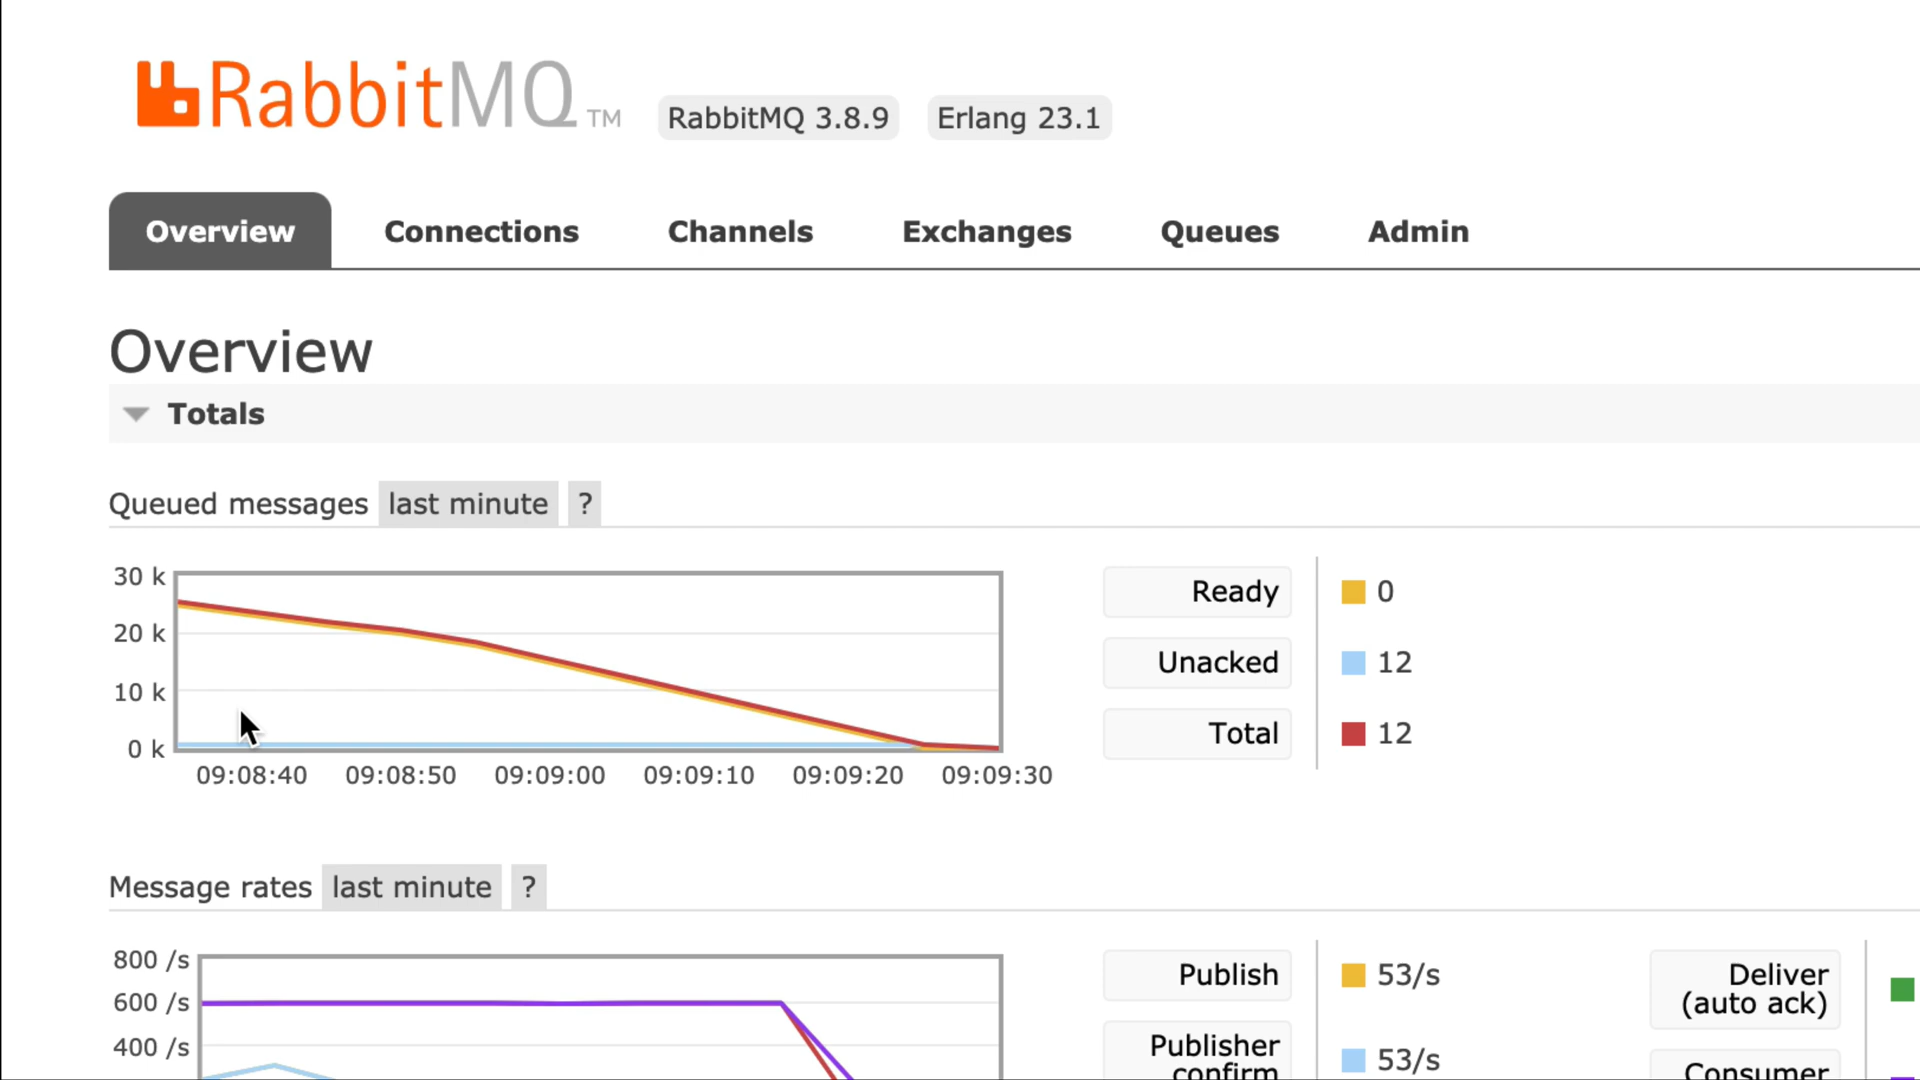 RabbitMQ TM RabbitMQ 3.8.9 Erlang 23.1
Overview Connections Channels Exchanges Queues Admin
Overview
Totals
Queued messages last minute ?
30 k
20 k
10 k
0 k
09:08:40 09:08:50 09:09:00 09:09:10 09:09:20 09:09:30
Ready 0
Unacked 12
Total 12
Message rates last minute ?
800 /s
600 /s
400 /s
Publish 53/s
Publisher
confirm 53/s
Deliver
(auto ack)
Consumer